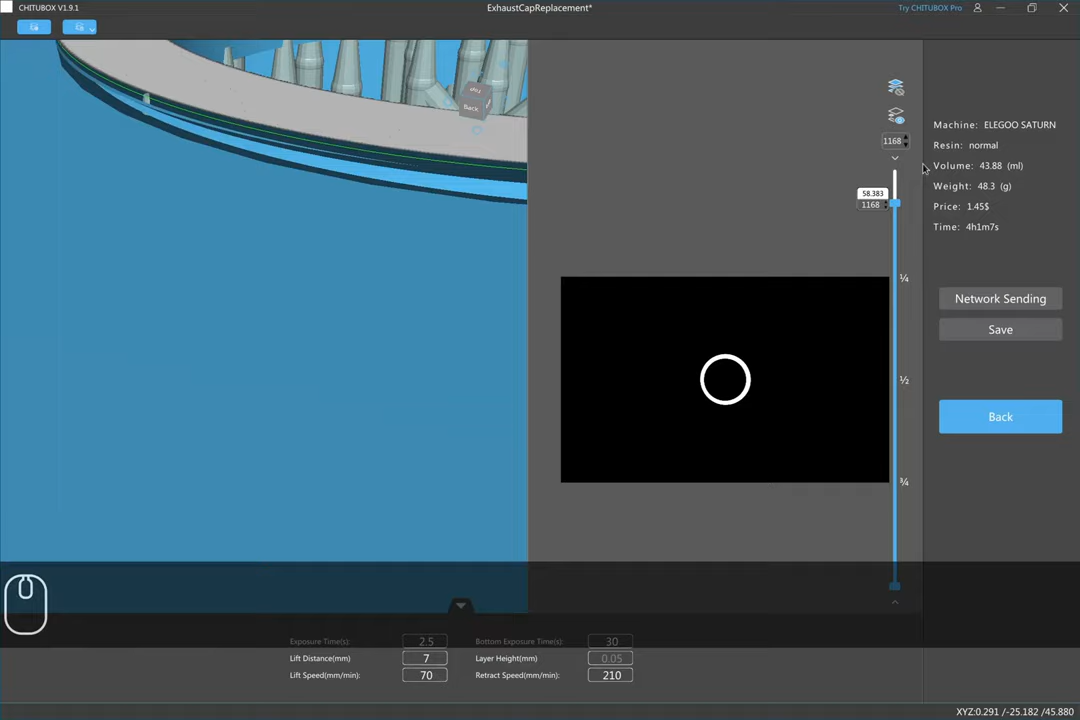 CHITUBOX V1.9.1
ExhaustCapReplacement*
Try CHITUBOX Pro
Back
1168
58.383
1168
¼
½
¾
Machine: ELEGOO SATURN
Resin: normal
Volume: 43.88 (ml)
Weight: 48.3 (g)
Price: 1.45$
Time: 4h1m7s
Network Sending
Save
Back
Exposure Time(s): 2.5 Bottom Exposure Time(s): 30
Lift Distance(mm) 7 Layer Height(mm) 0.05
Lift Speed(mm/min): 70 Retract Speed(mm/min): 210
XYZ:0.291 /-25.182 /45.880